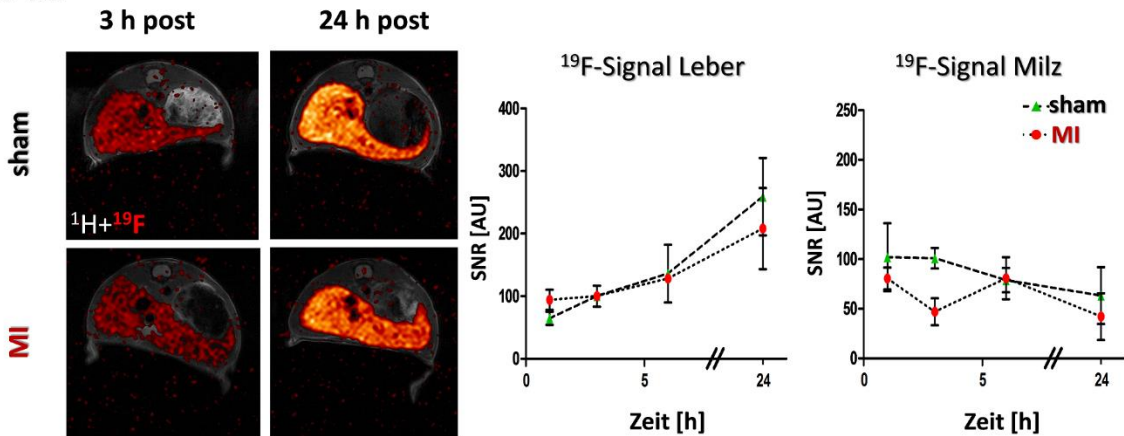 3 h post
24 h post
sham
MI
¹H+¹⁹F
¹⁹F-Signal Leber
SNR [AU]
400
300
200
100
0
0
5
24
Zeit [h]
¹⁹F-Signal Milz
sham
MI
SNR [AU]
250
200
150
100
50
0
0
5
24
Zeit [h]